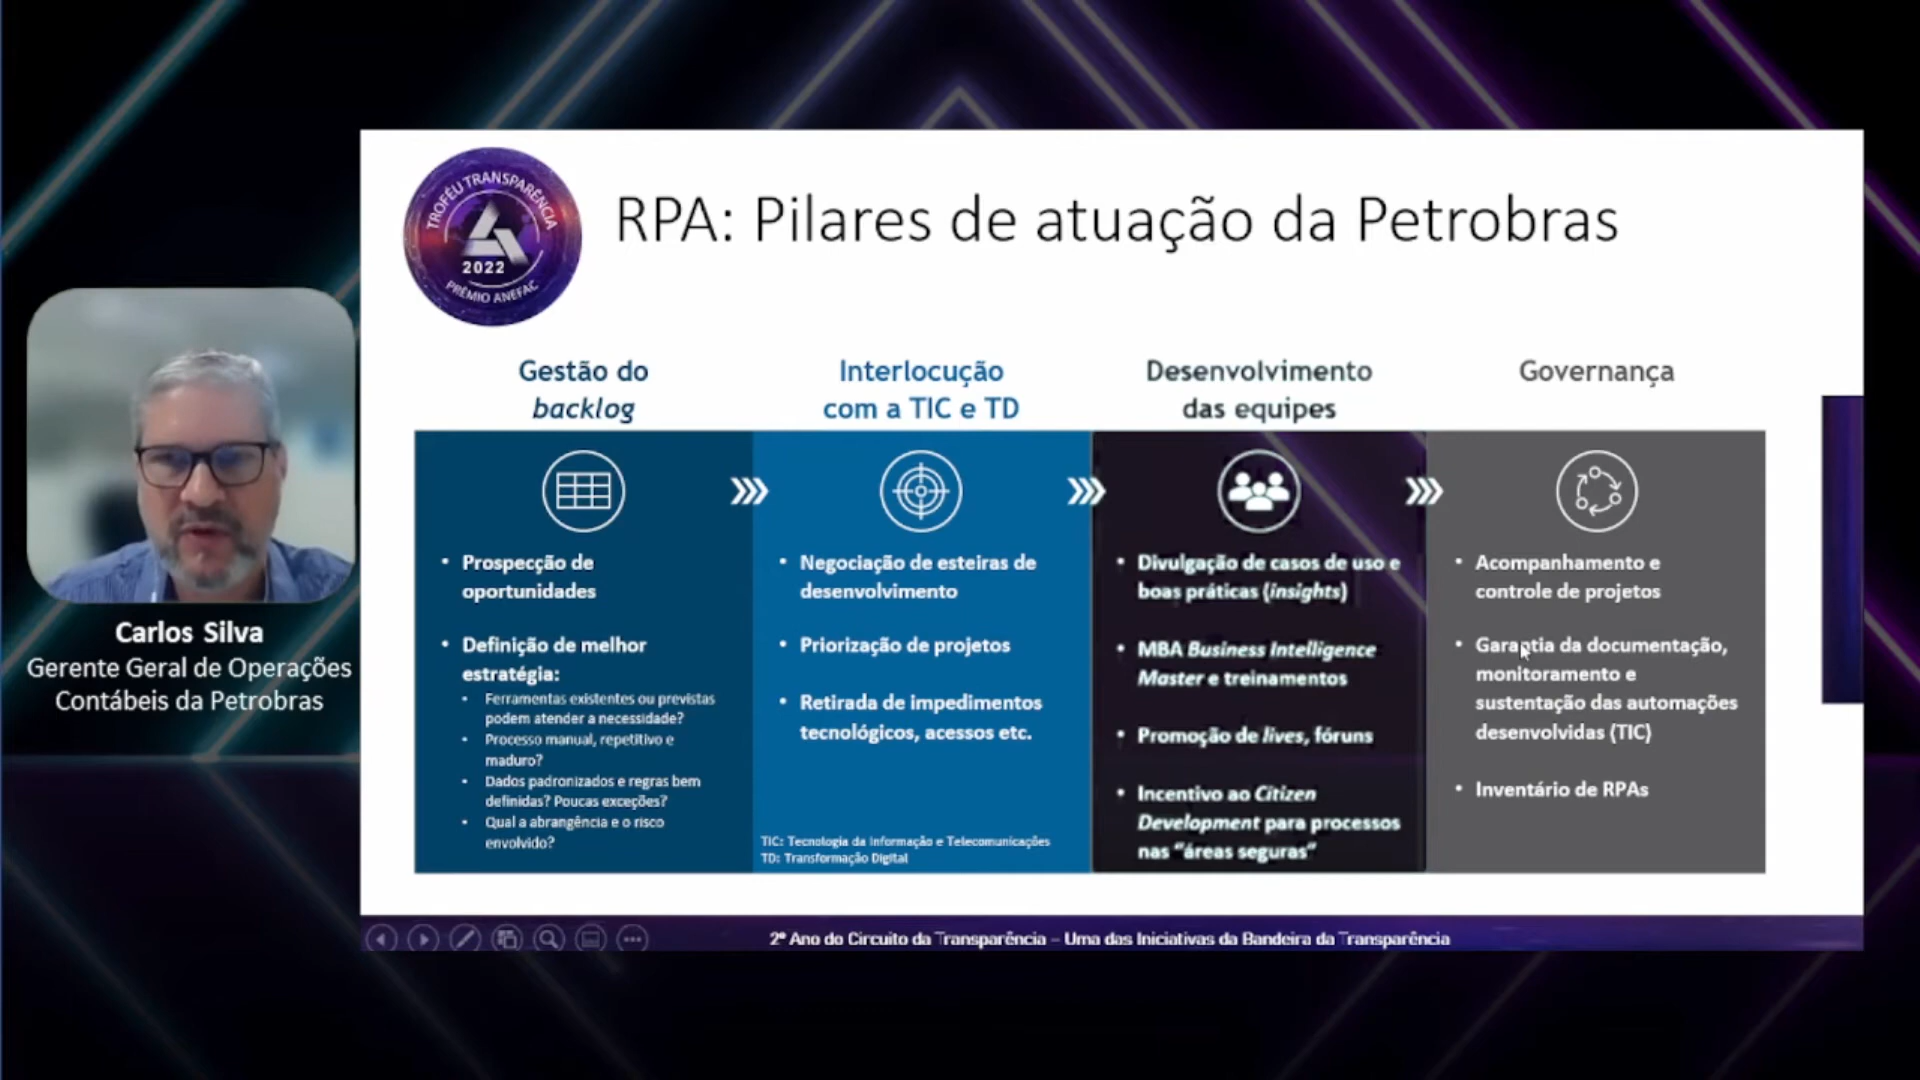 TROFÉU TRANSPARÊNCIA
2022
PRÊMIO ANEFAC
RPA: Pilares de atuação da Petrobras
Carlos Silva
Gerente Geral de Operações
Contábeis da Petrobras
Gestão do
backlog
• Prospecção de
oportunidades
• Definição de melhor
estratégia:
• Ferramentas existentes ou previstas
podem atender a necessidade?
• Processo manual, repetitivo e
maduro?
• Dados padronizados e regras bem
definidas? Poucas exceções?
• Qual a abrangência e o risco
envolvido?
Interlocução
com a TIC e TD
• Negociação de esteiras de
desenvolvimento
• Priorização de projetos
• Retirada de impedimentos
tecnológicos, acessos etc.
TIC: Tecnologia da Informação e Telecomunicações
TD: Transformação Digital
Desenvolvimento
das equipes
• Divulgação de casos de uso e
boas práticas (insights)
• MBA Business Intelligence
Master e treinamentos
• Promoção de lives, fóruns
• Incentivo ao Citizen
Development para processos
nas “áreas seguras”
Governança
• Acompanhamento e
controle de projetos
• Garantia da documentação,
monitoramento e
sustentação das automações
desenvolvidas (TIC)
• Inventário de RPAs
2º Ano do Circuito da Transparência – Uma das Iniciativas da Bandeira da Transparência